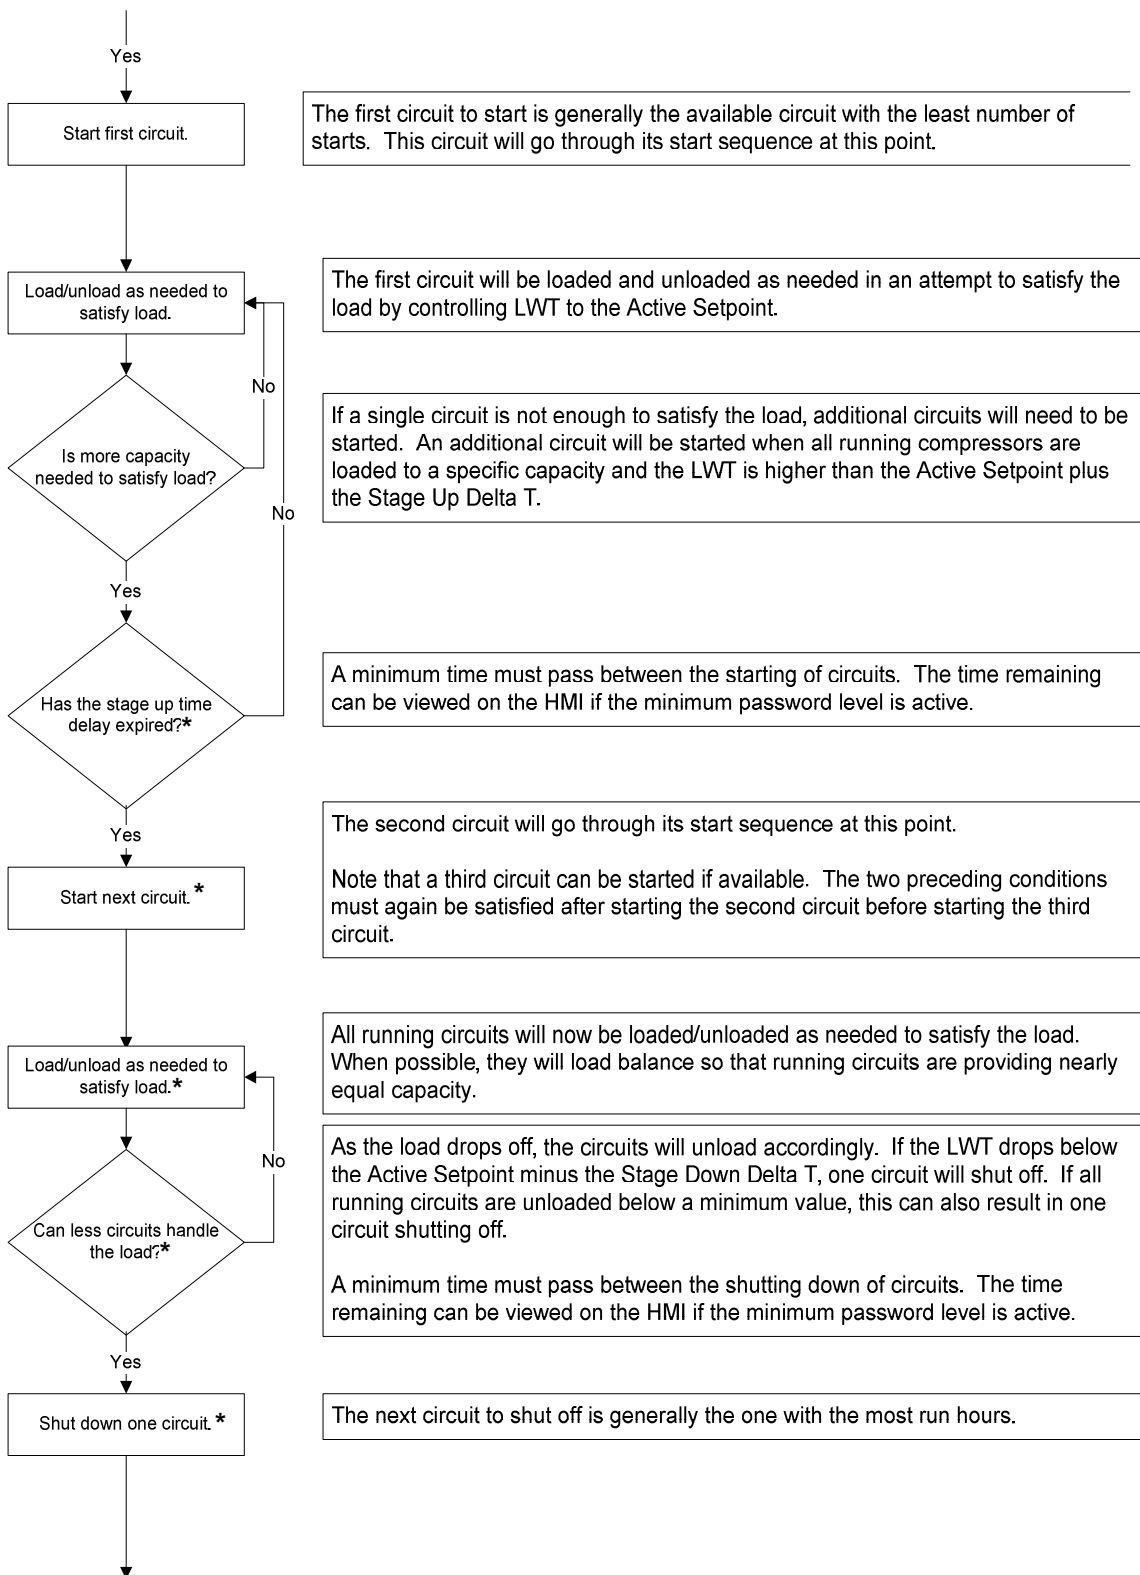 Yes
Start first circuit.
The first circuit to start is generally the available circuit with the least number of
starts.  This circuit will go through its start sequence at this point.
Load/unload as needed to
satisfy load.
The first circuit will be loaded and unloaded as needed in an attempt to satisfy the
load by controlling LWT to the Active Setpoint.
No
Is more capacity
needed to satisfy load?
If a single circuit is not enough to satisfy the load, additional circuits will need to be
started.  An additional circuit will be started when all running compressors are
loaded to a specific capacity and the LWT is higher than the Active Setpoint plus
the Stage Up Delta T.
No
Yes
Has the stage up time
delay expired?*
A minimum time must pass between the starting of circuits.  The time remaining
can be viewed on the HMI if the minimum password level is active.
Yes
Start next circuit.*
The second circuit will go through its start sequence at this point.
Note that a third circuit can be started if available.  The two preceding conditions
must again be satisfied after starting the second circuit before starting the third
circuit.
Load/unload as needed to
satisfy load.*
All running circuits will now be loaded/unloaded as needed to satisfy the load.
When possible, they will load balance so that running circuits are providing nearly
equal capacity.
No
Can less circuits handle
the load?*
As the load drops off, the circuits will unload accordingly.  If the LWT drops below
the Active Setpoint minus the Stage Down Delta T, one circuit will shut off.  If all
running circuits are unloaded below a minimum value, this can also result in one
circuit shutting off.
A minimum time must pass between the shutting down of circuits.  The time
remaining can be viewed on the HMI if the minimum password level is active.
Yes
Shut down one circuit.*
The next circuit to shut off is generally the one with the most run hours.